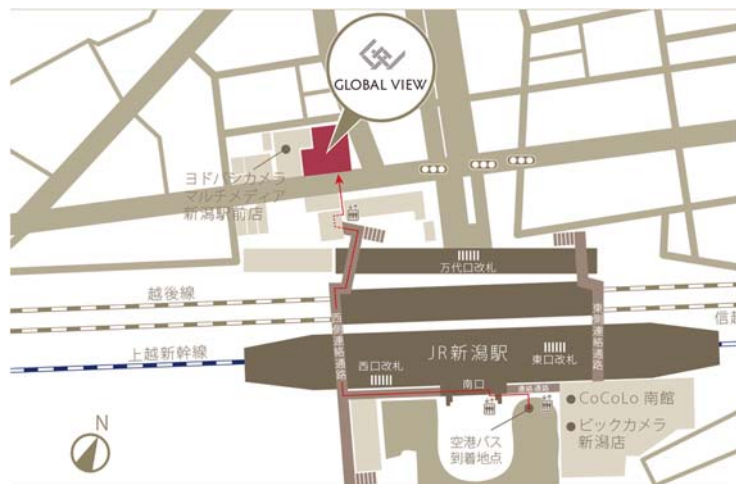 GLOBAL VIEW
ヨドバシカメラ
マルチメディア
新潟駅前店
万代口改札
越後線
西側連絡通路
東側連絡通路
信越
上越新幹線
JR新潟駅
西口改札
東口改札
南口
連絡通路
CoCoLo 南館
ビックカメラ
新潟店
空港バス
到着地点
N